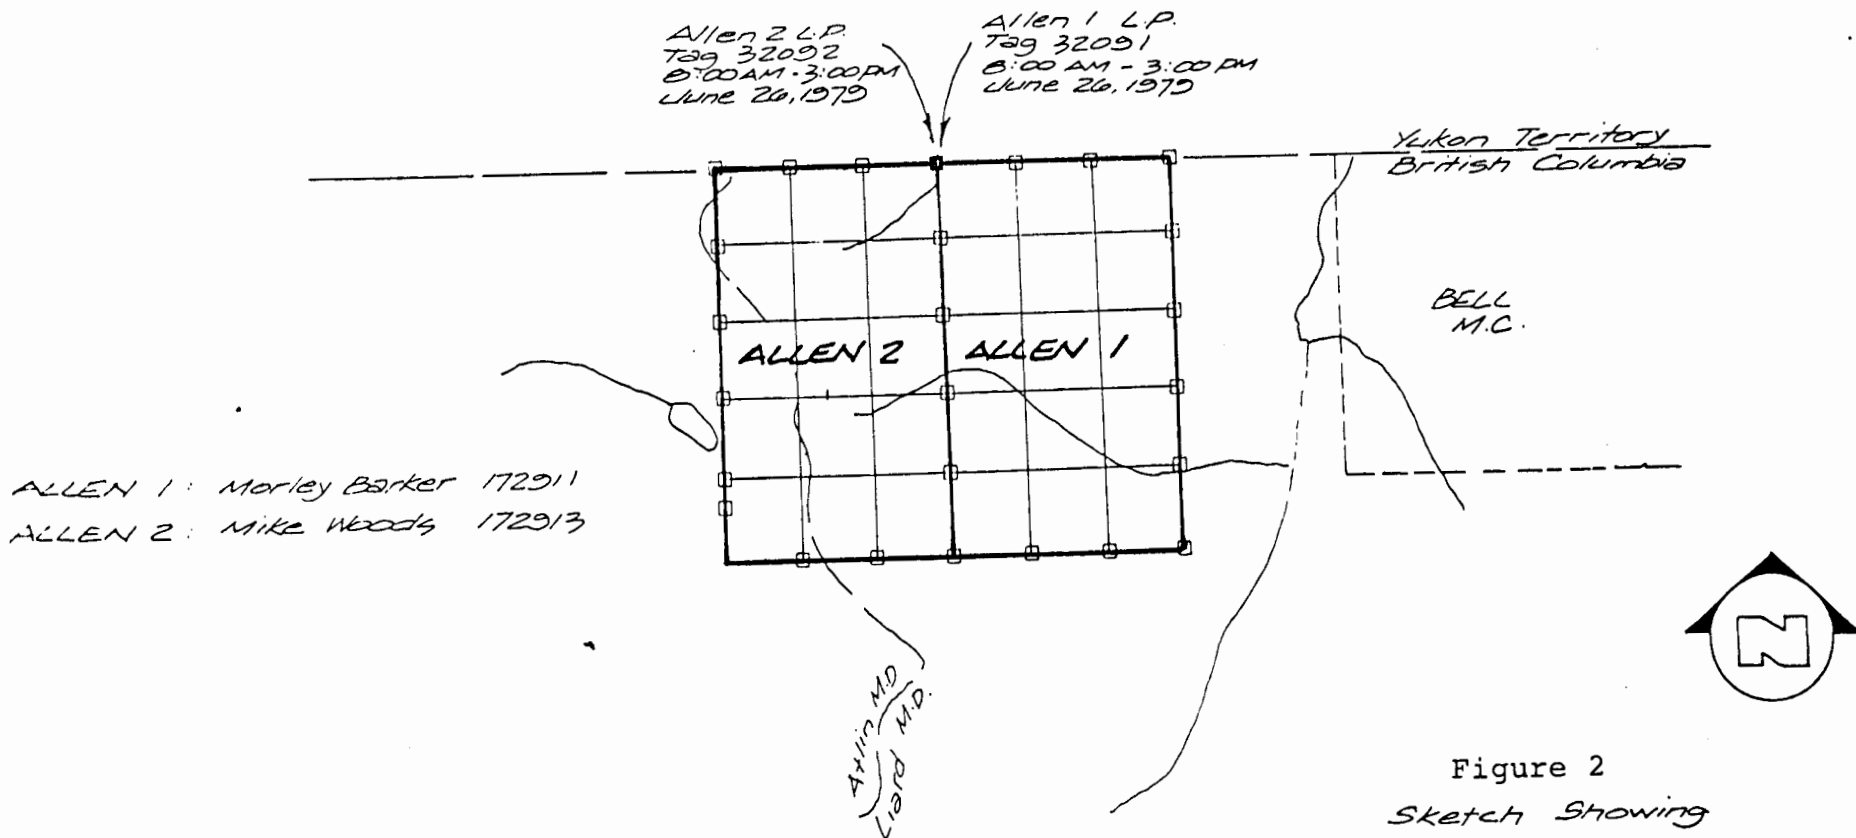 Allen 2 L.P.
Tag 32092
8:00 AM - 3:00 PM
June 26, 1979
Allen 1 L.P.
Tag 32091
8:00 AM - 3:00 PM
June 26, 1979
Yukon Territory
British Columbia
BELL
M.C.
ALLEN 2
ALLEN 1
ALLEN 1 : Morley Barker 172911
ALLEN 2 : Mike Woods 172913
Atlin M.D.
Liard M.D.
N
Figure 2
Sketch Showing